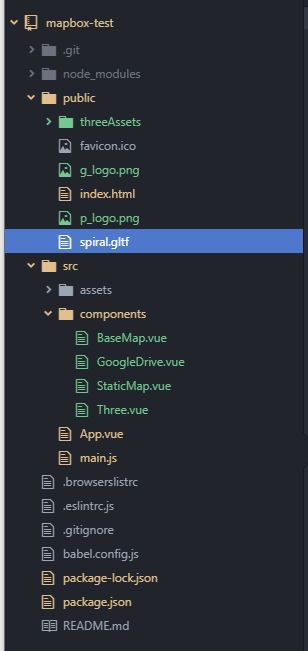 mapbox-test
.git
node_modules
public
threeAssets
favicon.ico
g_logo.png
index.html
p_logo.png
spiral.gltf
src
assets
components
BaseMap.vue
GoogleDrive.vue
StaticMap.vue
Three.vue
App.vue
main.js
.browserslistrc
.eslintrc.js
.gitignore
babel.config.js
package-lock.json
package.json
README.md